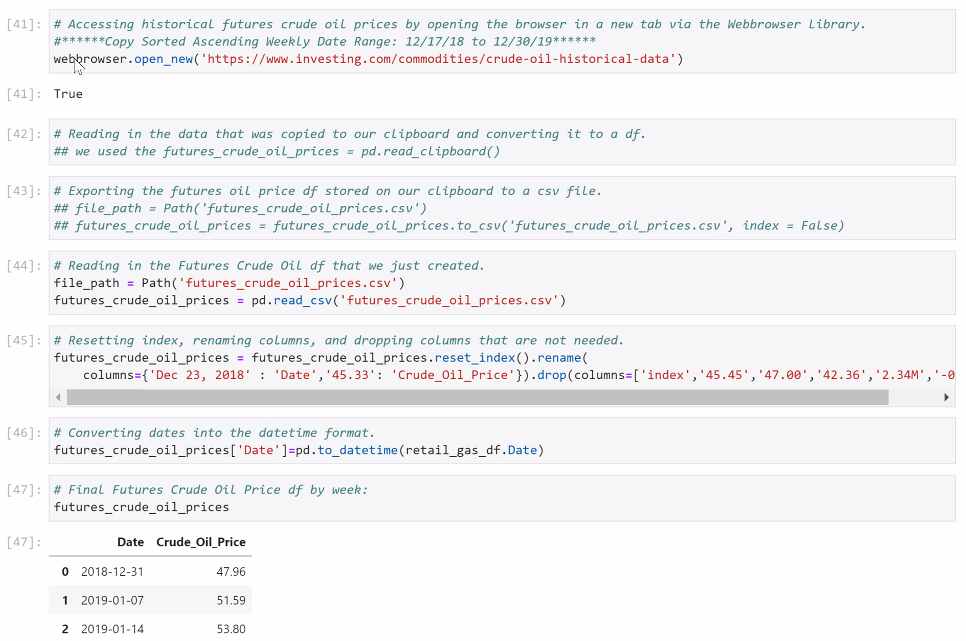 [41]: # Accessing historical futures crude oil prices by opening the browser in a new tab via the Webbrowser Library.
#******Copy Sorted Ascending Weekly Date Range: 12/17/18 to 12/30/19******
webbrowser.open_new('https://www.investing.com/commodities/crude-oil-historical-data')
[41]: True
[42]: # Reading in the data that was copied to our clipboard and converting it to a df.
## we used the futures_crude_oil_prices = pd.read_clipboard()
[43]: # Exporting the futures oil price df stored on our clipboard to a csv file.
## file_path = Path('futures_crude_oil_prices.csv')
## futures_crude_oil_prices = futures_crude_oil_prices.to_csv('futures_crude_oil_prices.csv', index = False)
[44]: # Reading in the Futures Crude Oil df that we just created.
file_path = Path('futures_crude_oil_prices.csv')
futures_crude_oil_prices = pd.read_csv('futures_crude_oil_prices.csv')
[45]: # Resetting index, renaming columns, and dropping columns that are not needed.
futures_crude_oil_prices = futures_crude_oil_prices.reset_index().rename(
columns={'Dec 23, 2018' : 'Date','45.33': 'Crude_Oil_Price'}).drop(columns=['index','45.45','47.00','42.36','2.34M','-0
[46]: # Converting dates into the datetime format.
futures_crude_oil_prices['Date']=pd.to_datetime(retail_gas_df.Date)
[47]: # Final Futures Crude Oil Price df by week:
futures_crude_oil_prices
[47]: Date Crude_Oil_Price
0 2018-12-31 47.96
1 2019-01-07 51.59
2 2019-01-14 53.80